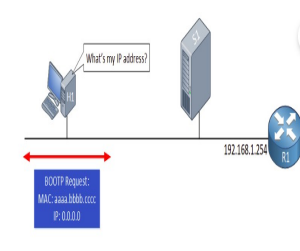 What's my IP address?
H1
S1
192.168.1.254
R1
BOOTP Request:
MAC: aaaa.bbbb.cccc
IP: 0.0.0.0